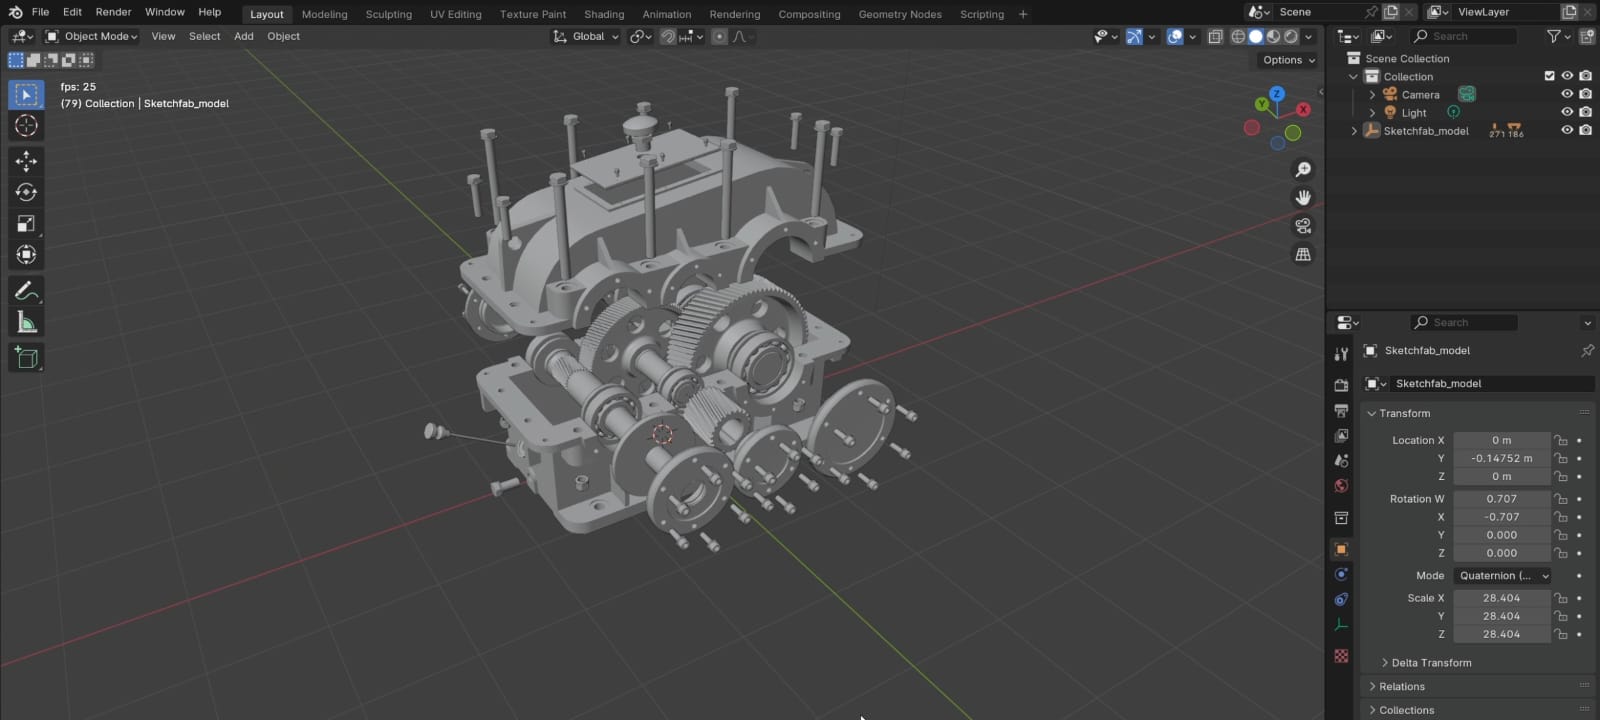 File Edit Render Window Help Layout Modeling Sculpting UV Editing Texture Paint Shading Animation Rendering Compositing Geometry Nodes Scripting + Scene ViewLayer
Object Mode View Select Add Object Global Search
Options
fps: 25
(79) Collection | Sketchfab_model
X
Y
Z
Scene Collection
Collection
Camera
Light
Sketchfab_model 271 186
Search
Sketchfab_model
Sketchfab_model
Transform
Location X 0 m
Y -0.14752 m
Z 0 m
Rotation W 0.707
X -0.707
Y 0.000
Z 0.000
Mode Quaternion (...
Scale X 28.404
Y 28.404
Z 28.404
Delta Transform
Relations
Collections